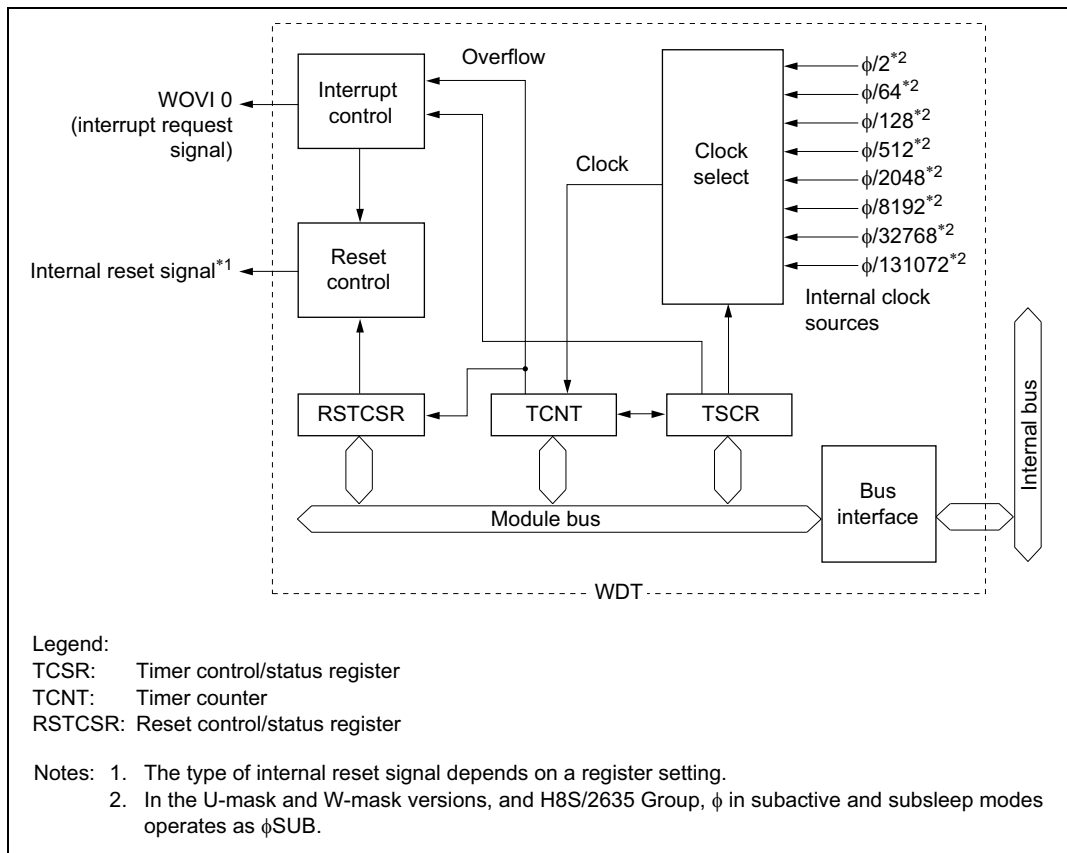 Overflow
Interrupt
control
WOVI 0
(interrupt request
signal)
Reset
control
Internal reset signal*1
Clock
Clock
select
ϕ/2*2
ϕ/64*2
ϕ/128*2
ϕ/512*2
ϕ/2048*2
ϕ/8192*2
ϕ/32768*2
ϕ/131072*2
Internal clock
sources
RSTCSR
TCNT
TSCR
Module bus
Bus
interface
Internal bus
WDT
Legend:
TCSR: Timer control/status register
TCNT: Timer counter
RSTCSR: Reset control/status register
Notes: 1. The type of internal reset signal depends on a register setting.
2. In the U-mask and W-mask versions, and H8S/2635 Group, ϕ in subactive and subsleep modes
operates as ϕSUB.